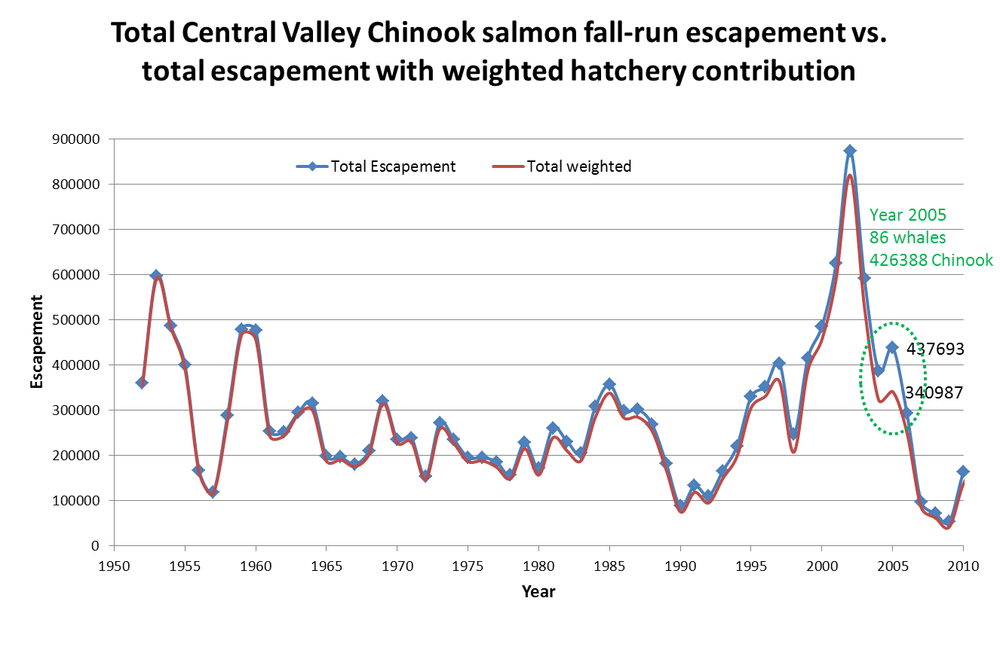 Total Central Valley Chinook salmon fall-run escapement vs.
total escapement with weighted hatchery contribution
900000
800000
700000
600000
500000
400000
300000
200000
100000
0
Escapement
Total Escapement
Total weighted
Year 2005
86 whales
426388 Chinook
437693
340987
1950
1955
1960
1965
1970
1975
1980
1985
1990
1995
2000
2005
2010
Year